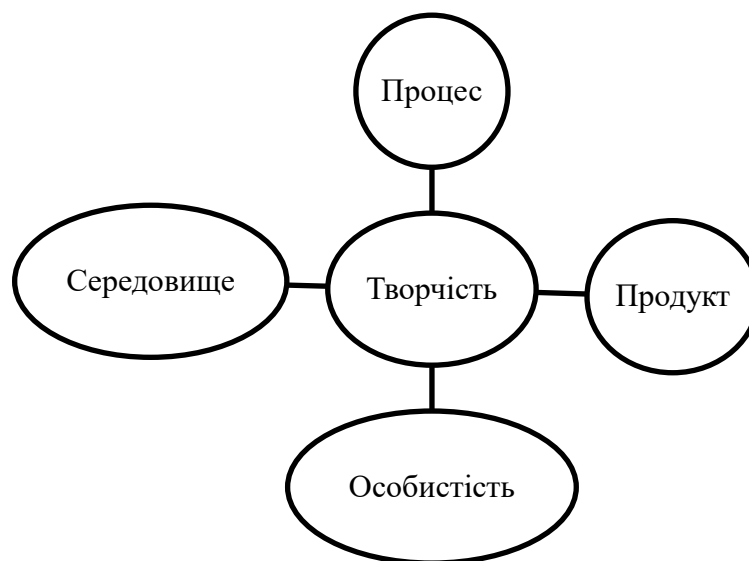 Процес
Середовище
Творчість
Продукт
Особистість